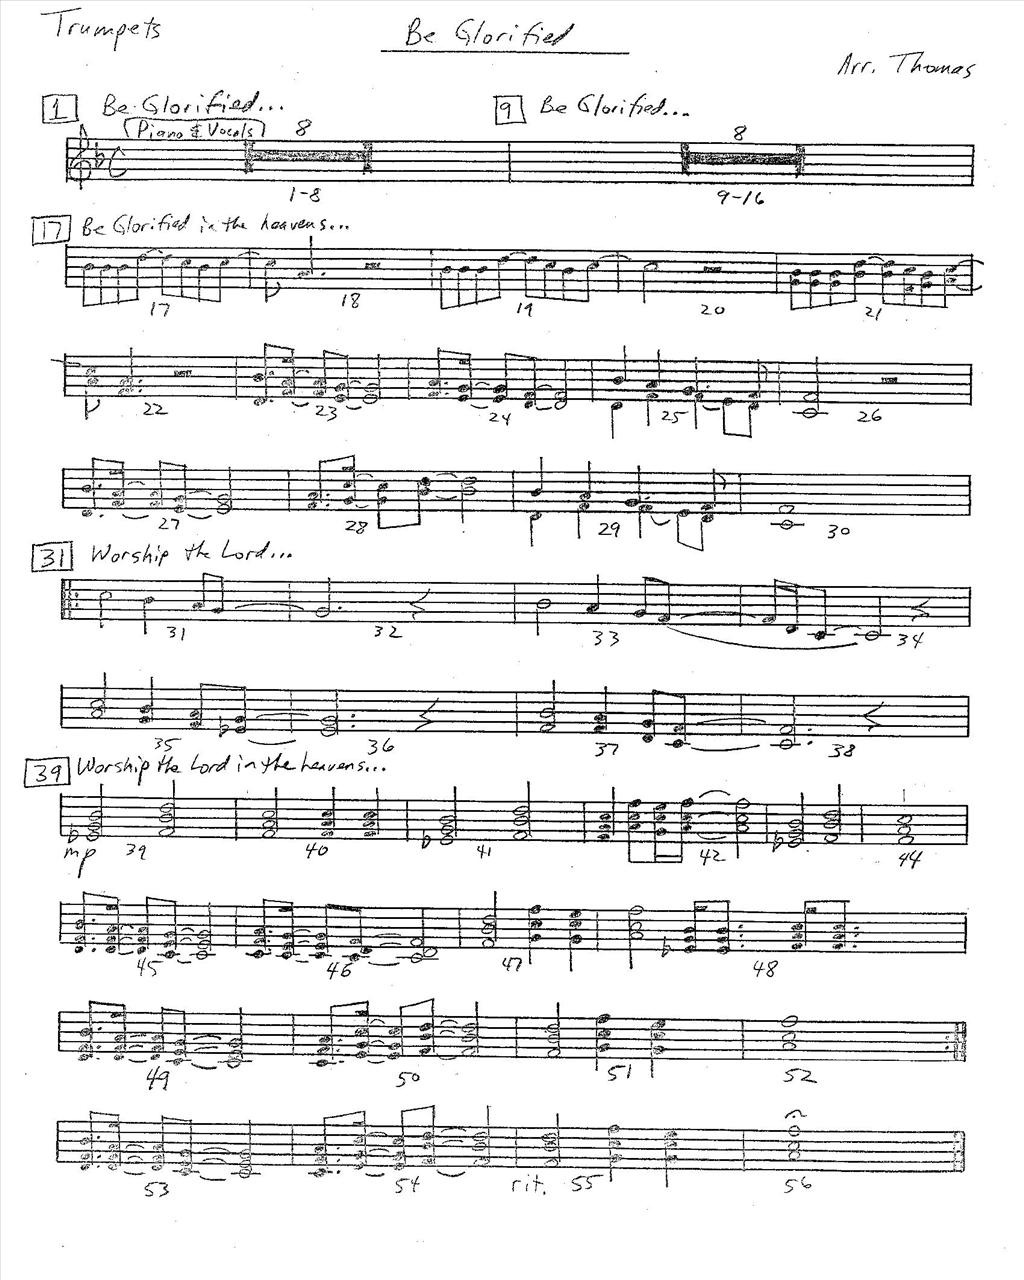 Trumpets
Be Glorified
Arr. Thomas
1 Be Glorified...
9 Be Glorified...
Piano & Vocals
8
8
1-8
9-16
17 Be Glorified in the heavens...
17 18 19 20 21
22 23 24 25 26
27 28 29 30
31 Worship the Lord...
31 32 33 34
35 36 37 38
39 Worship the Lord in the heavens...
mp 39 40 41 42 44
45 46 47 48
49 50 51 52
53 54 rit. 55 56